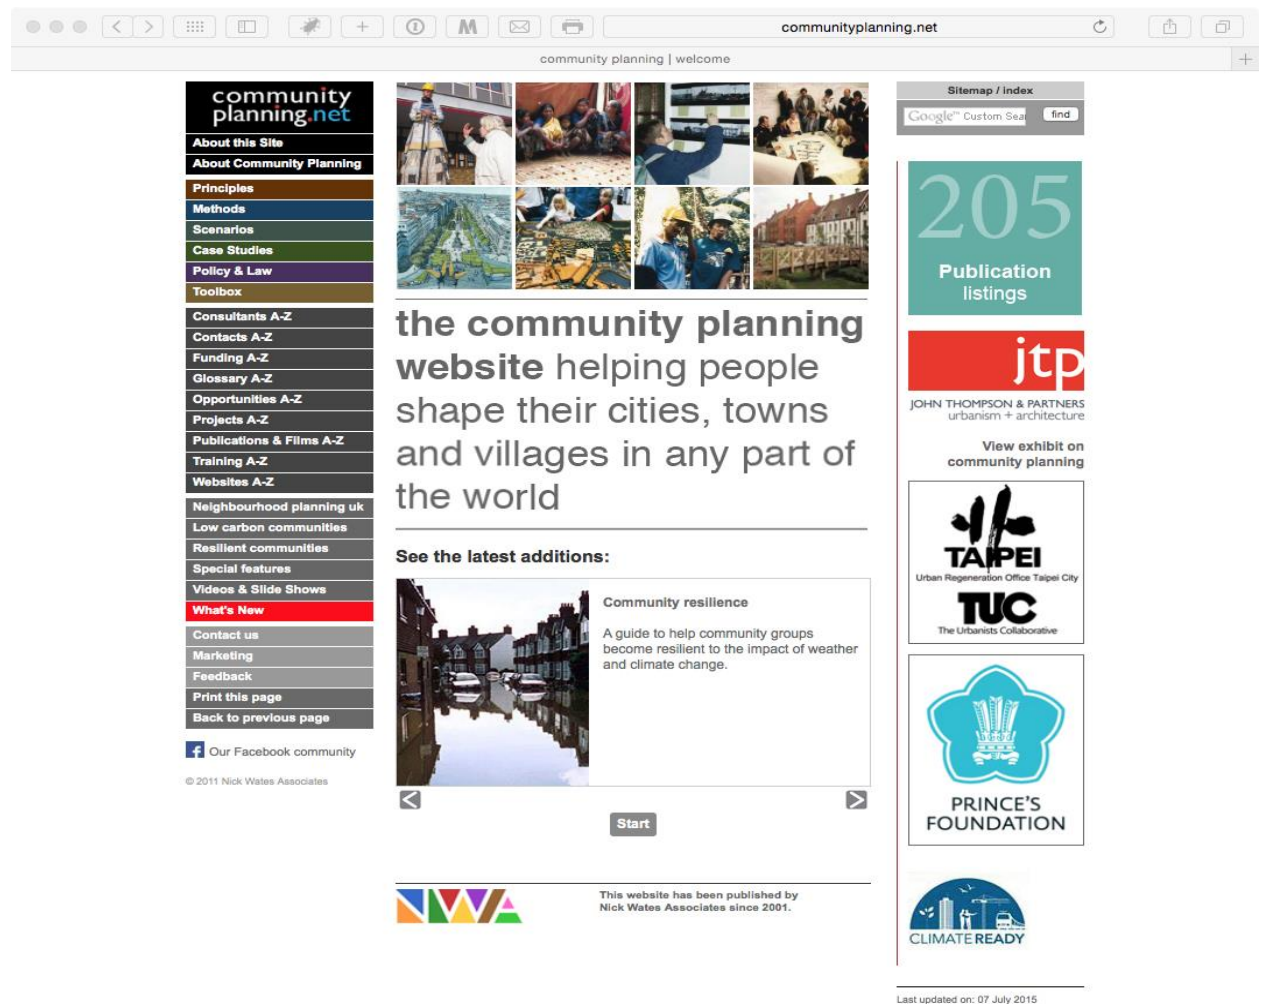 communityplanning.net
community planning | welcome
community
planning.net
About this Site
About Community Planning
Principles
Methods
Scenarios
Case Studies
Policy & Law
Toolbox
Consultants A-Z
Contacts A-Z
Funding A-Z
Glossary A-Z
Opportunities A-Z
Projects A-Z
Publications & Films A-Z
Training A-Z
Websites A-Z
Neighbourhood planning uk
Low carbon communities
Resilient communities
Special features
Videos & Slide Shows
What's New
Contact us
Marketing
Feedback
Print this page
Back to previous page
Our Facebook community
© 2011 Nick Wates Associates
the community planning
website helping people
shape their cities, towns
and villages in any part of
the world
See the latest additions:
Community resilience
A guide to help community groups
become resilient to the impact of weather
and climate change.
Start
NWA
This website has been published by
Nick Wates Associates since 2001.
Sitemap / index
Google™ Custom Sea
find
205
Publication
listings
jtp
JOHN THOMPSON & PARTNERS
urbanism + architecture
View exhibit on
community planning
TAIPEI
Urban Regeneration Office Taipei City
TUC
The Urbanists Collaborative
PRINCE'S
FOUNDATION
CLIMATE READY
Last updated on: 07 July 2015